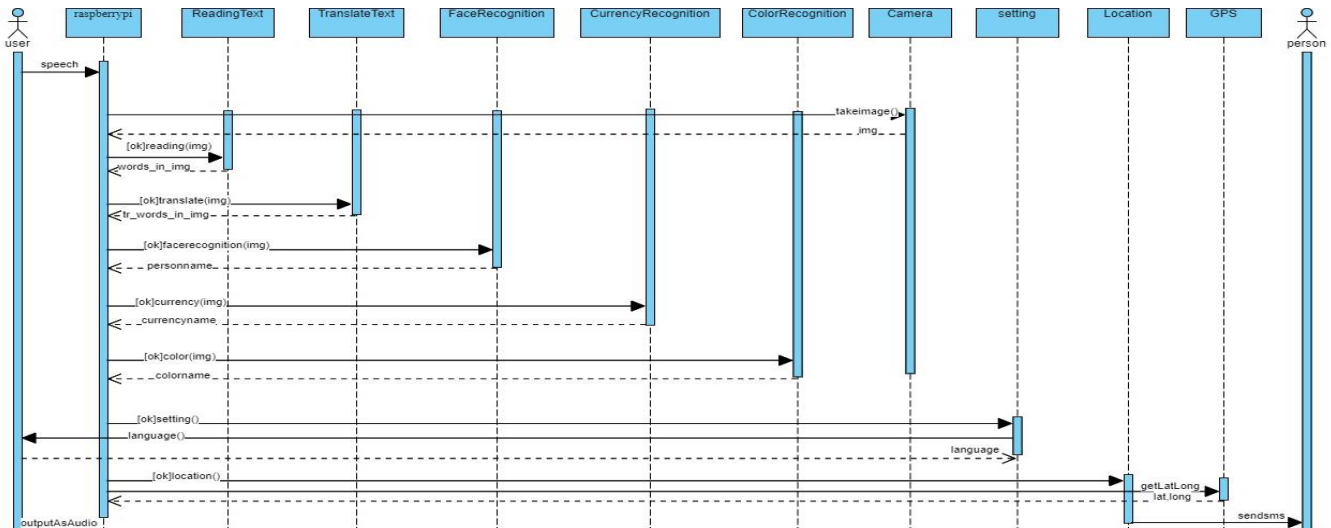 raspberrypi ReadingText TranslateText FaceRecognition CurrencyRecognition ColorRecognition Camera setting Location GPS
user person
speech
takeimage()
img
[ok]reading(img)
words_in_img
[ok]translate(img)
tr_words_in_img
[ok]facerecognition(img)
personname
[ok]currency(img)
currencyname
[ok]color(img)
colorname
[ok]setting()
language()
language
[ok]location()
getLatLong
lat,long
sendsms
outputAsAudio